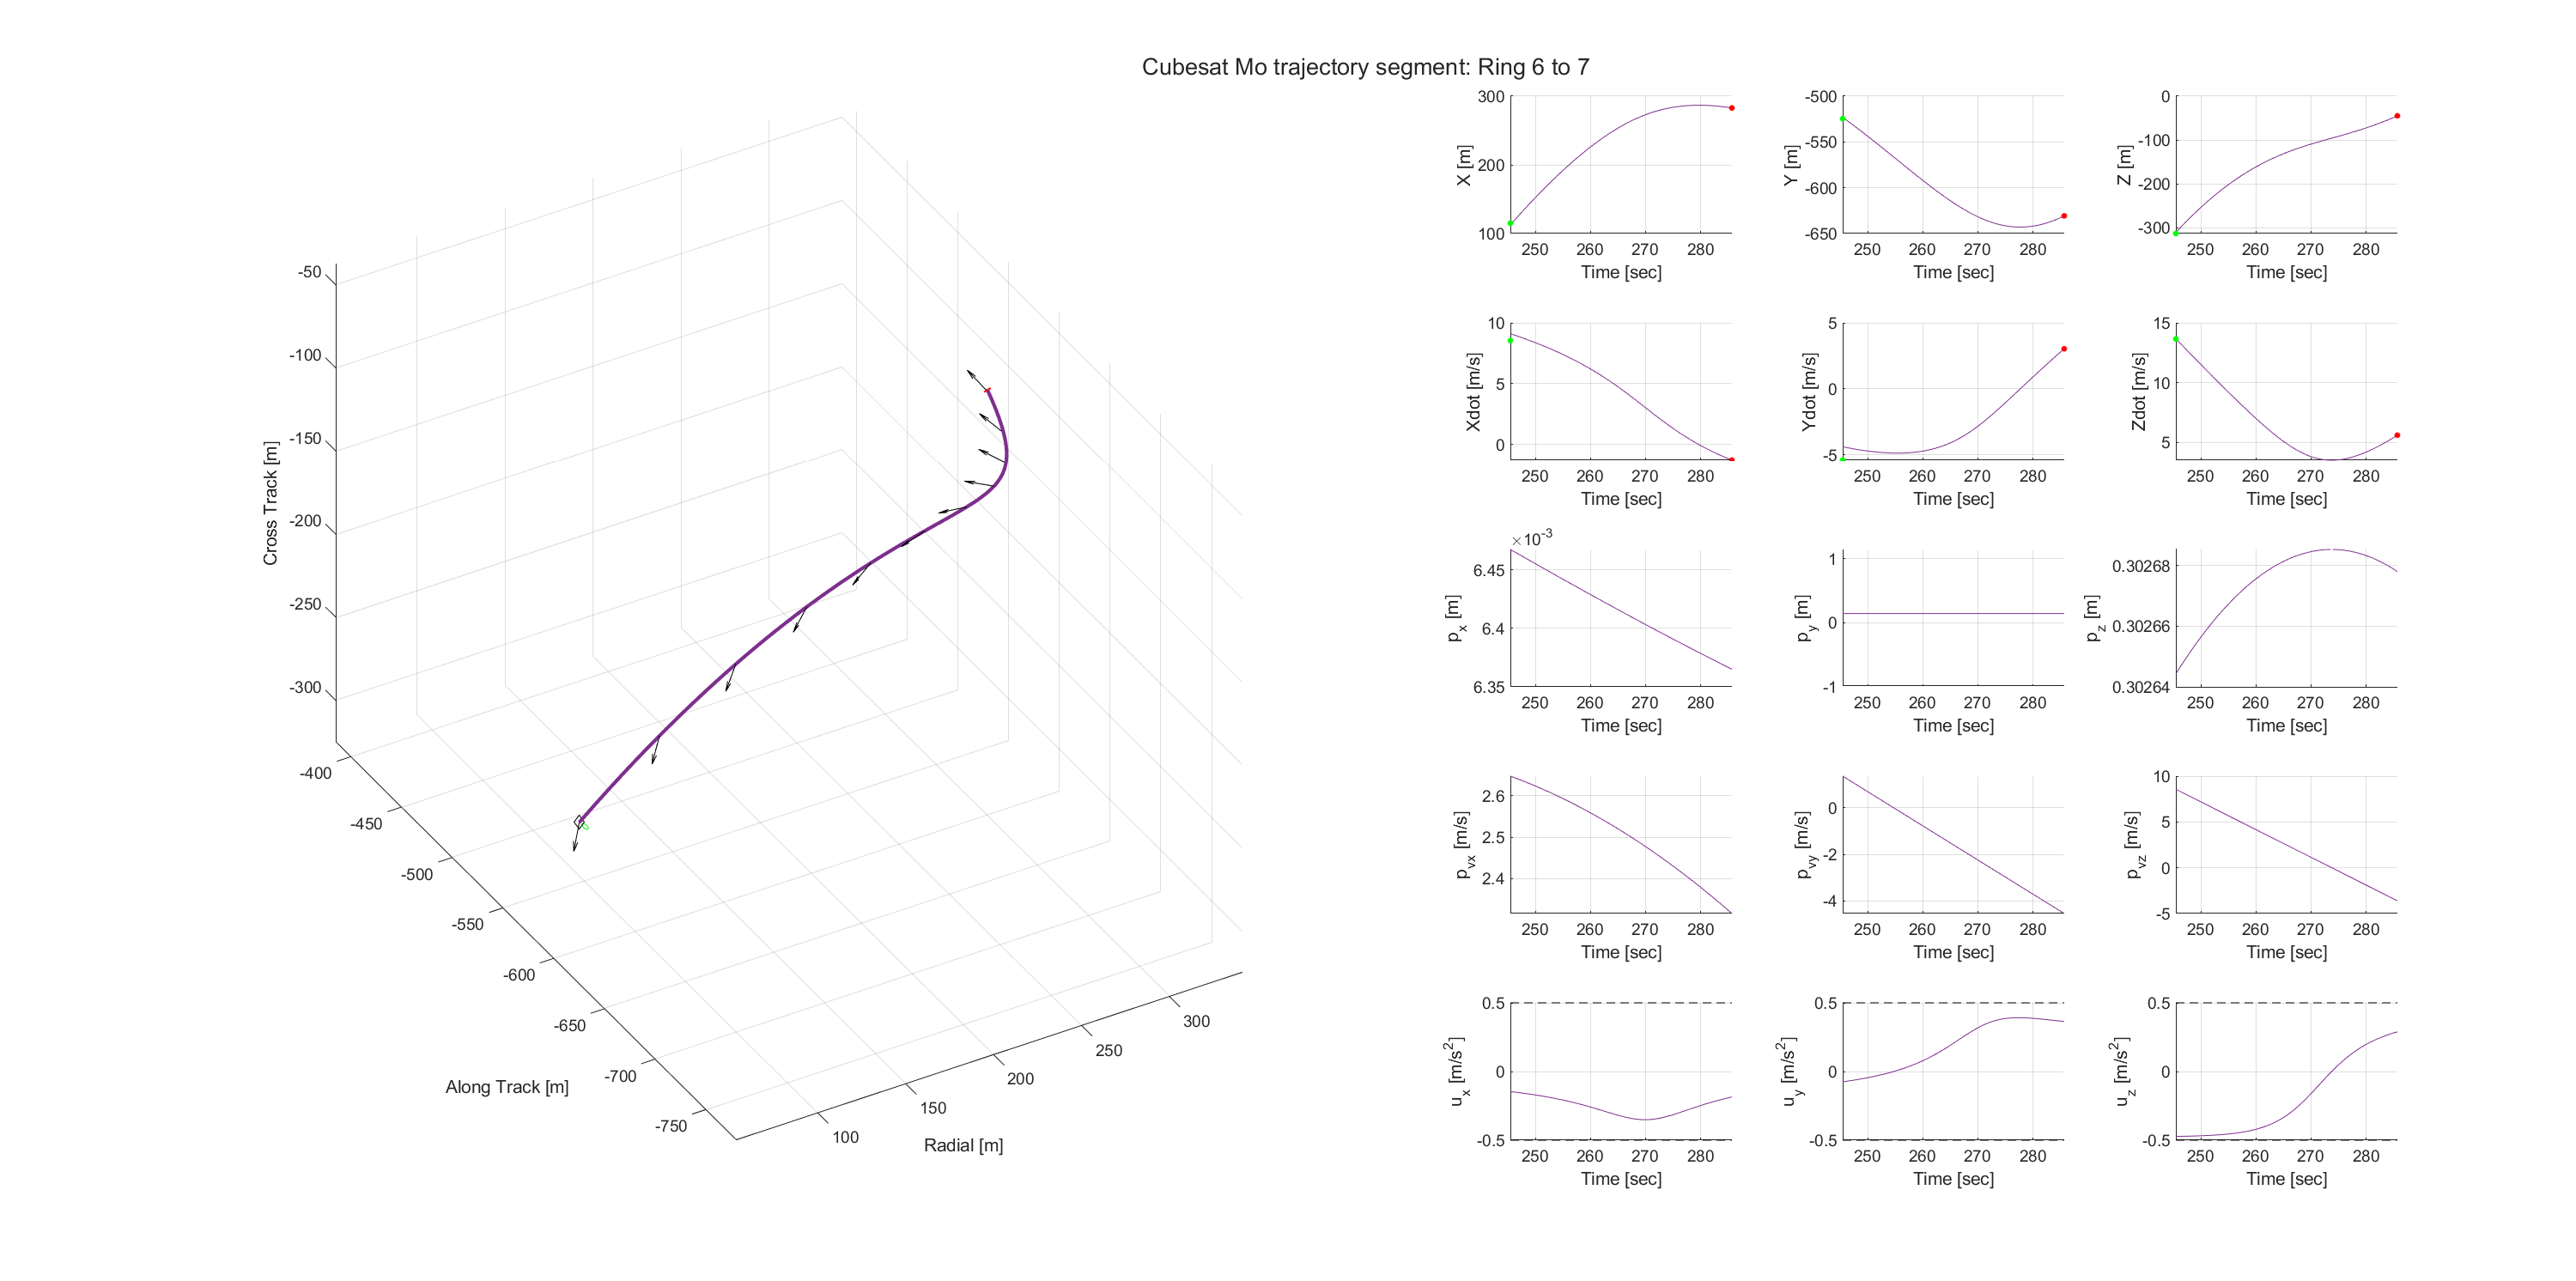 Cubesat Mo trajectory segment: Ring 6 to 7
-50
-100
-150
-200
-250
-300
Cross Track [m]
-400
-450
-500
-550
-600
-650
-700
-750
Along Track [m]
100
150
200
250
300
Radial [m]
300
200
100
X [m]
250 260 270 280
Time [sec]
-500
-550
-600
-650
Y [m]
250 260 270 280
Time [sec]
0
-100
-200
-300
Z [m]
250 260 270 280
Time [sec]
10
5
0
Xdot [m/s]
250 260 270 280
Time [sec]
5
0
-5
Ydot [m/s]
250 260 270 280
Time [sec]
15
10
5
Zdot [m/s]
250 260 270 280
Time [sec]
×10-3
6.45
6.4
6.35
px [m]
250 260 270 280
Time [sec]
1
0
-1
py [m]
250 260 270 280
Time [sec]
0.30268
0.30266
0.30264
pz [m]
250 260 270 280
Time [sec]
2.6
2.5
2.4
pvx [m/s]
250 260 270 280
Time [sec]
0
-2
-4
pvy [m/s]
250 260 270 280
Time [sec]
10
5
0
-5
pvz [m/s]
250 260 270 280
Time [sec]
0.5
0
-0.5
ux [m/s2]
250 260 270 280
Time [sec]
0.5
0
-0.5
uy [m/s2]
250 260 270 280
Time [sec]
0.5
0
-0.5
uz [m/s2]
250 260 270 280
Time [sec]